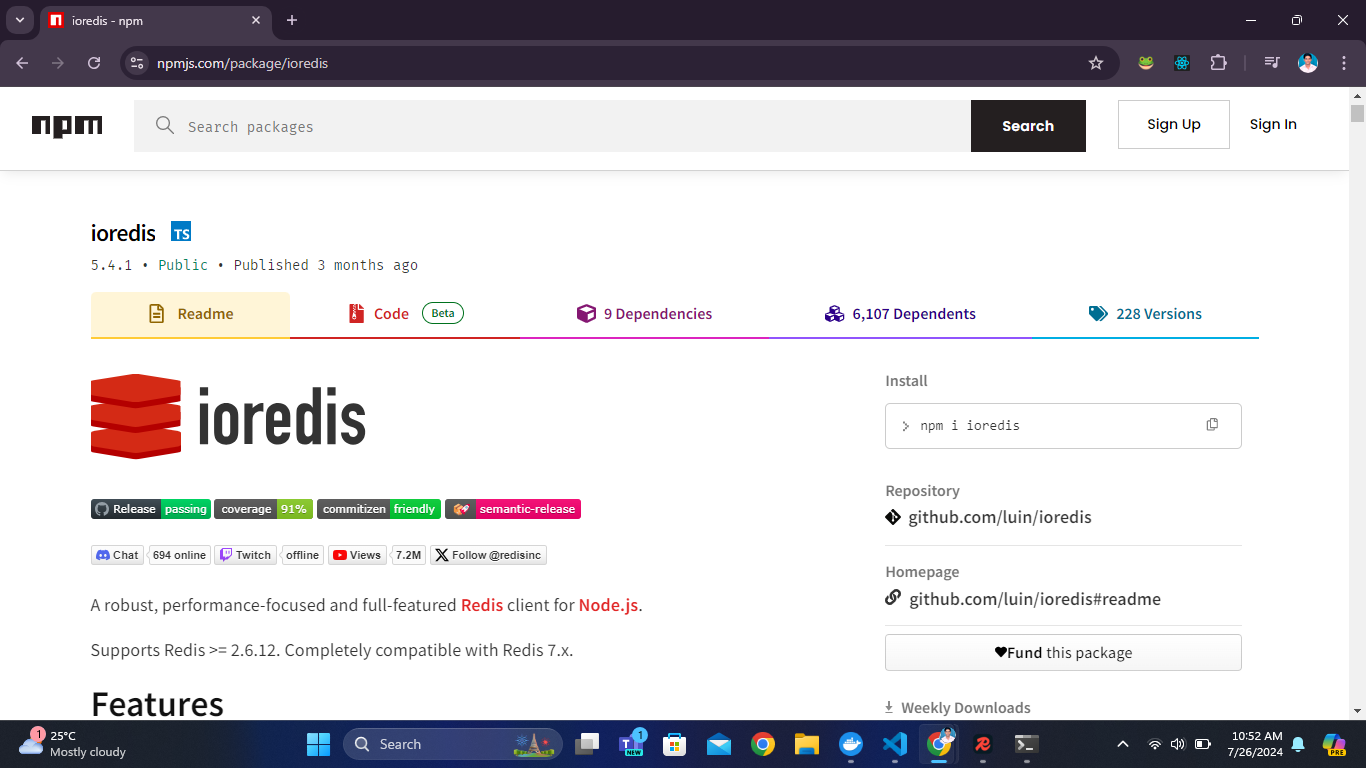 ioredis - npm
npmjs.com/package/ioredis
npm
Search packages
Search
Sign Up
Sign In
ioredis TS
5.4.1 • Public • Published 3 months ago
Readme
Code Beta
9 Dependencies
6,107 Dependents
228 Versions
ioredis
Install
npm i ioredis
Release passing coverage 91% commitizen friendly semantic-release
Chat 694 online Twitch offline Views 7.2M Follow @redisinc
Repository
github.com/luin/ioredis
A robust, performance-focused and full-featured Redis client for Node.js.
Supports Redis >= 2.6.12. Completely compatible with Redis 7.x.
Features
Homepage
github.com/luin/ioredis#readme
Fund this package
Weekly Downloads
1
25°C
Mostly cloudy
Search
1
NEW
10:52 AM
7/26/2024
PRE